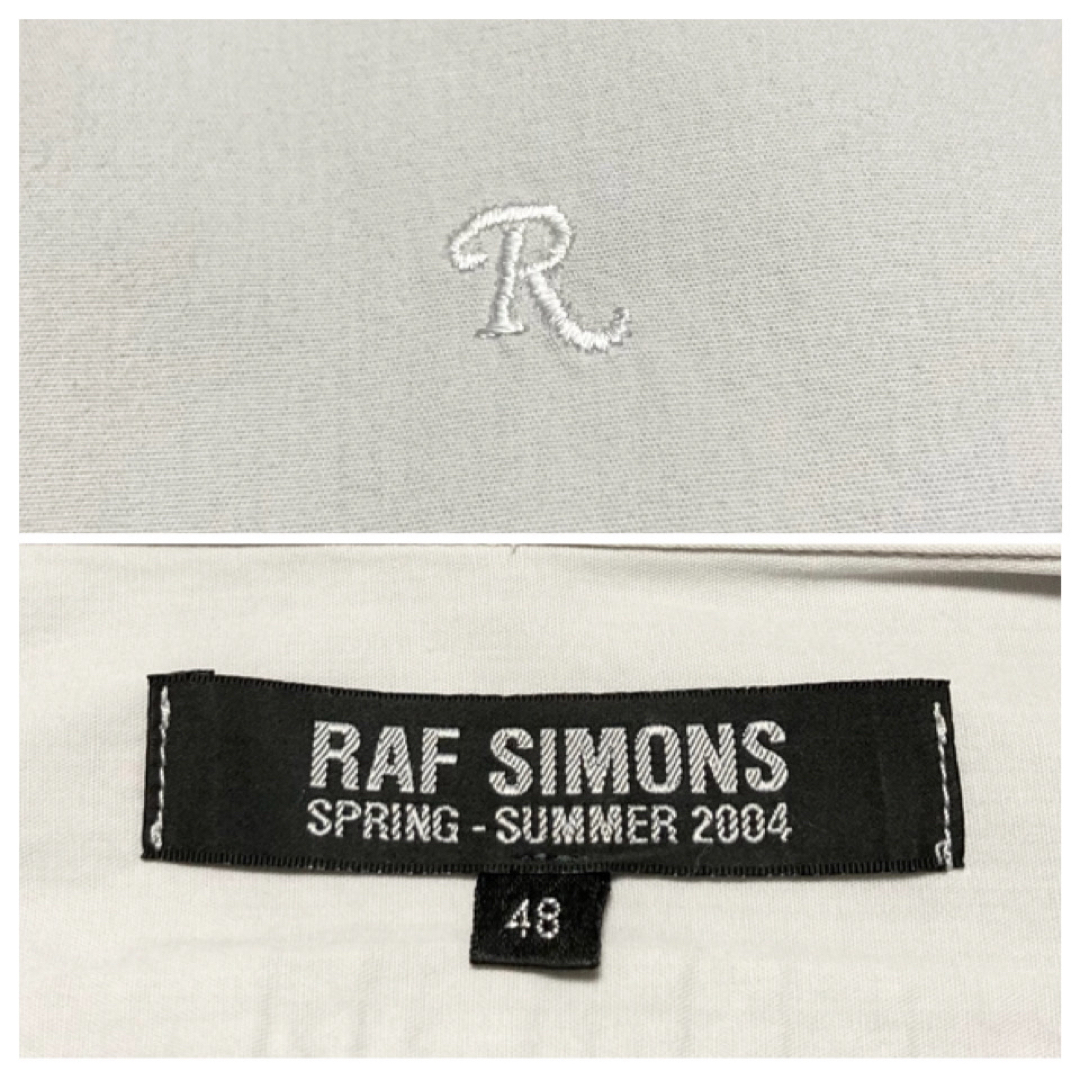 R
RAF SIMONS
SPRING - SUMMER 2004
48